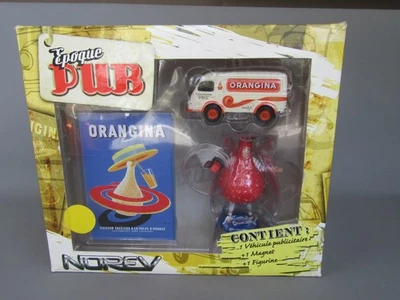 Epoque
PUB
ORANGINA
ORANGINA
CONTIENT :
1 Véhicule publicitaire
+1 Magnet
+1 Figurine
NOREV